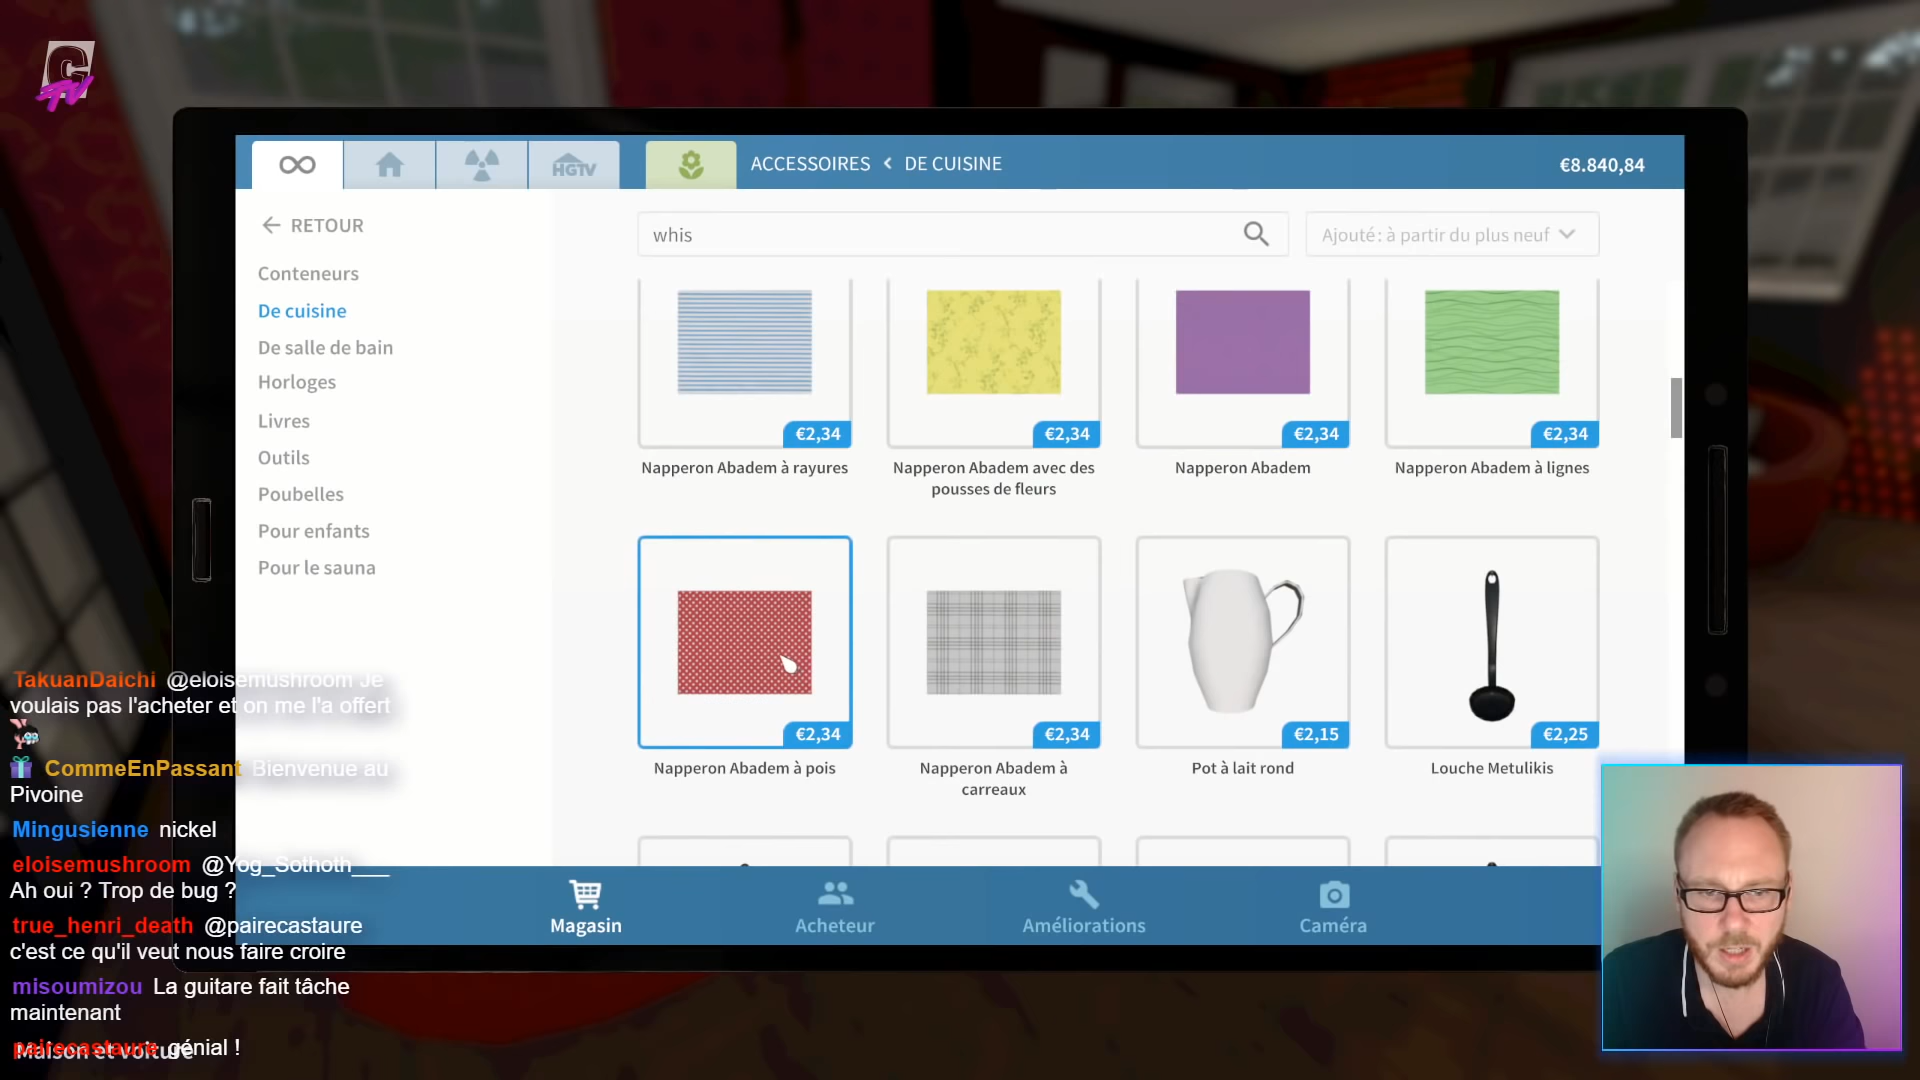 G
TV
HGTV
ACCESSOIRES < DE CUISINE
€8.840,84
← RETOUR
whis
Ajouté : à partir du plus neuf
Conteneurs
De cuisine
De salle de bain
Horloges
Livres
Outils
Poubelles
Pour enfants
Pour le sauna
€2,34
€2,34
€2,34
€2,34
Napperon Abadem à rayures
Napperon Abadem avec des
pousses de fleurs
Napperon Abadem
Napperon Abadem à lignes
€2,34
€2,34
€2,15
€2,25
Napperon Abadem à pois
Napperon Abadem à
carreaux
Pot à lait rond
Louche Metulikis
Magasin
Acheteur
Améliorations
Caméra
TakuanDaichi @eloisemushroom Je
voulais pas l'acheter et on me l'a offert
CommeEnPassant Bienvenue au
Pivoine
Mingusienne nickel
eloisemushroom @Yog_Sothoth___
Ah oui ? Trop de bug ?
true_henri_death @pairecastaure
c'est ce qu'il veut nous faire croire
misoumizou La guitare fait tâche
maintenant
pairecastaure génial !
Maison et voiture